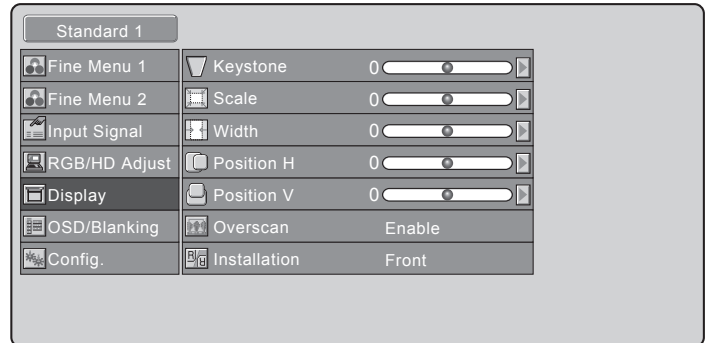 Standard 1
Fine Menu 1 Keystone 0
Fine Menu 2 Scale 0
Input Signal Width 0
RGB/HD Adjust Position H 0
Display Position V 0
OSD/Blanking Overscan Enable
Config. R R Installation Front